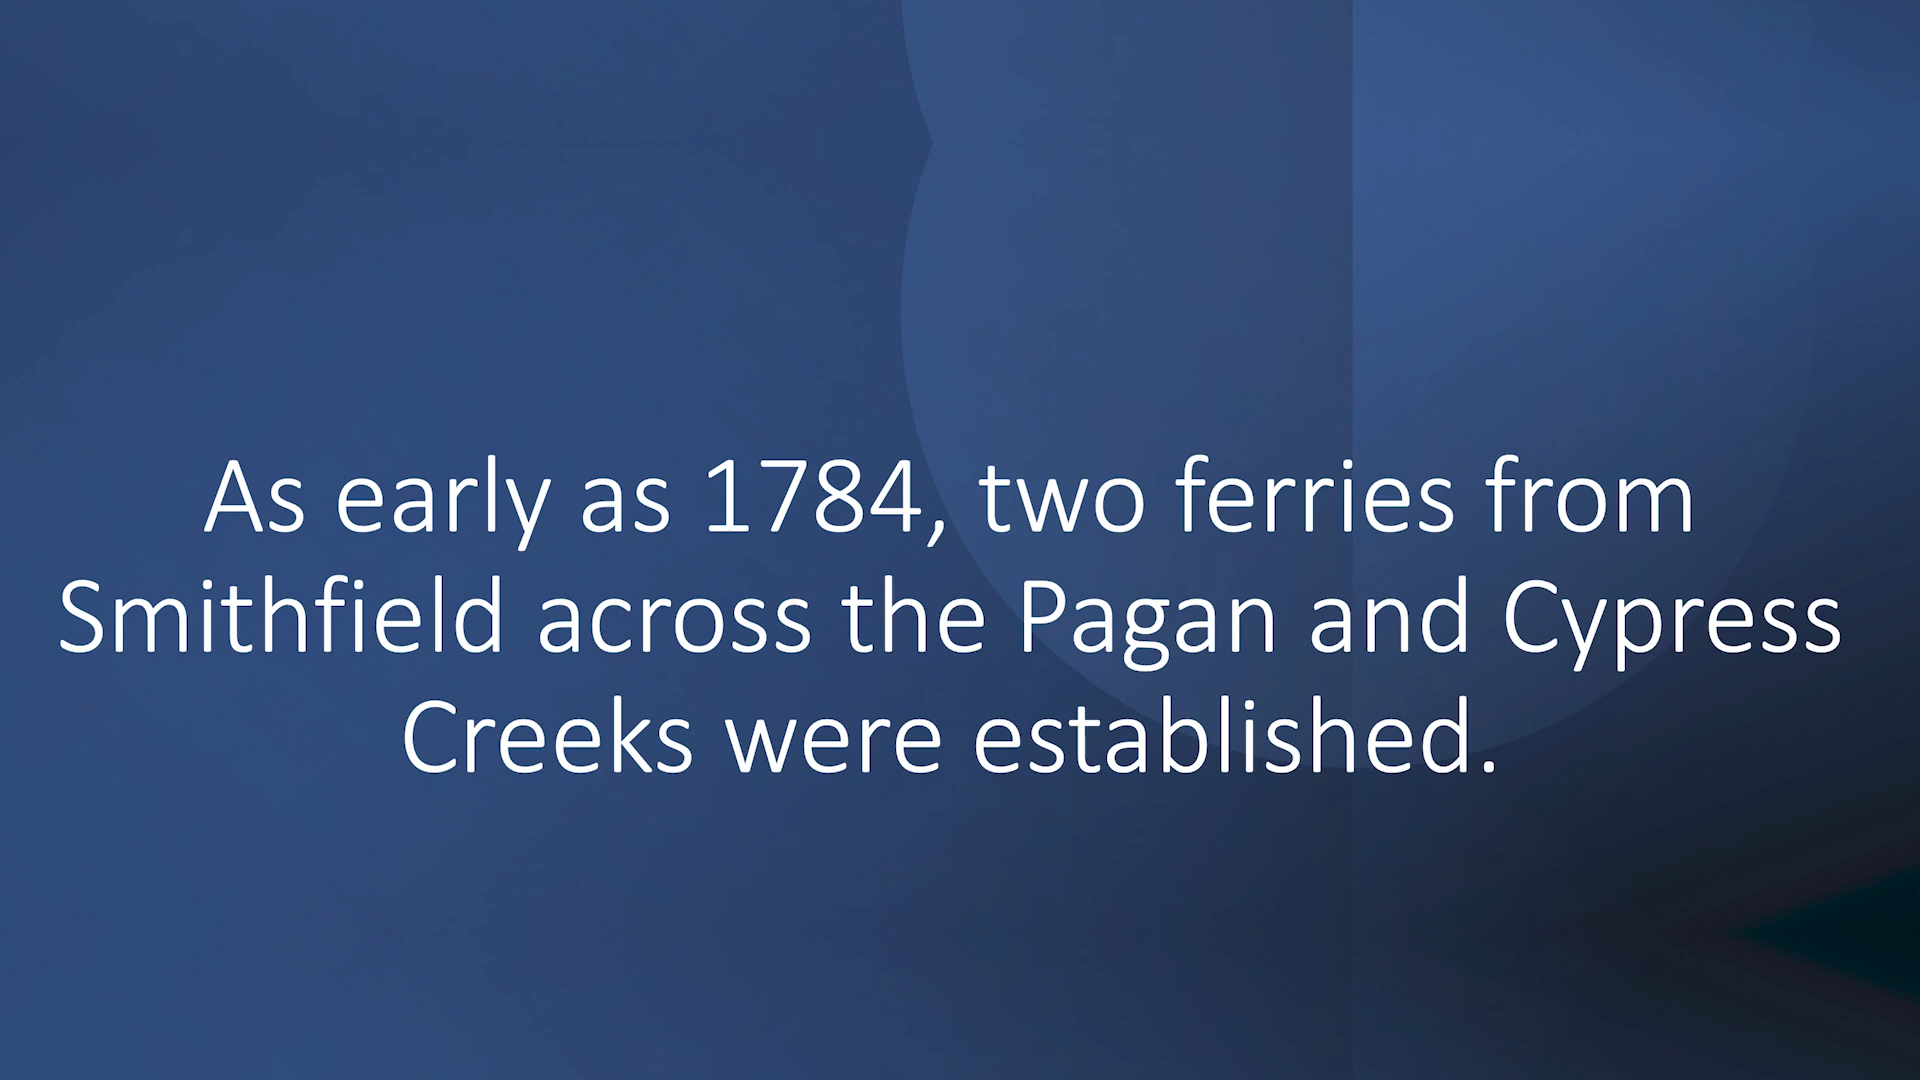 As early as 1784, two ferries from
Smithfield across the Pagan and Cypress
Creeks were established.